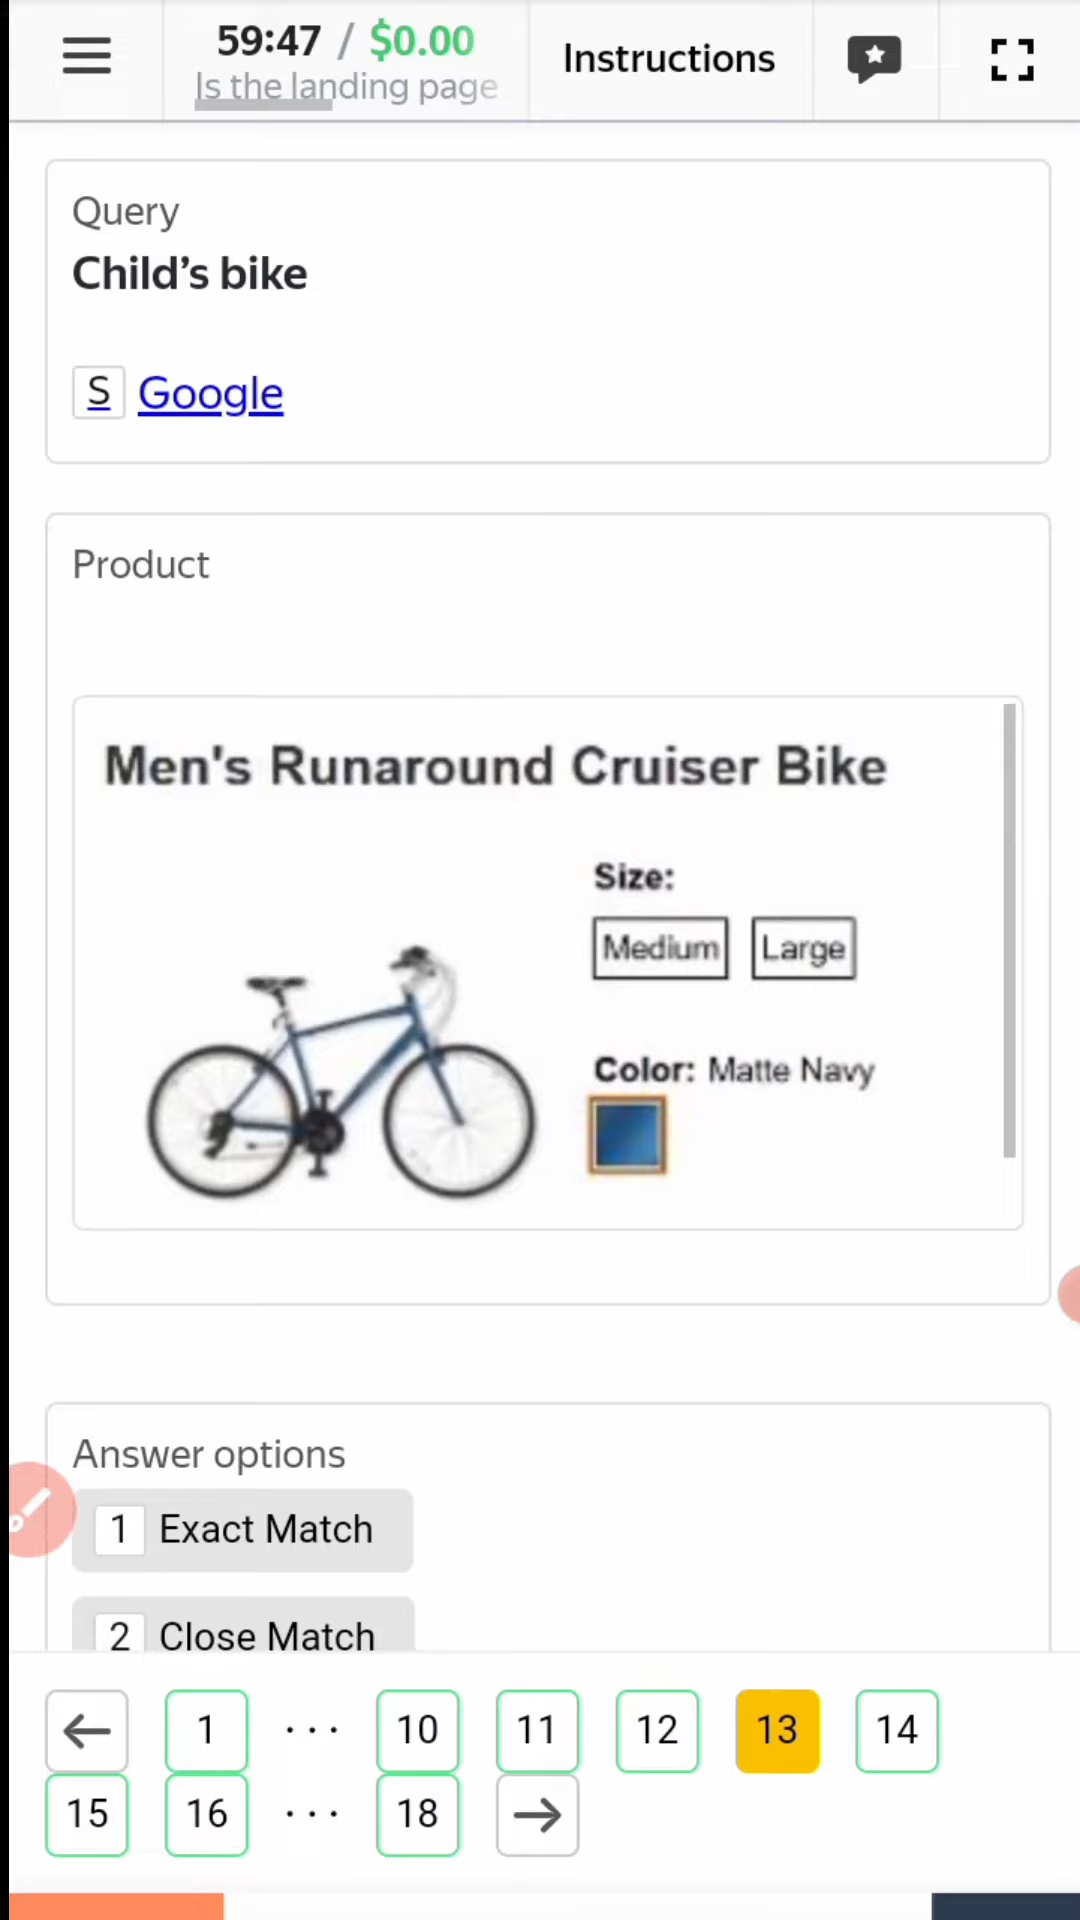 59:47 / $0.00
Is the landing page
Instructions
Query
Child’s bike
S Google
Product
Men's Runaround Cruiser Bike
Size:
Medium Large
Color: Matte Navy
Answer options
1 Exact Match
2 Close Match
← 1 ... 10 11 12 13 14
15 16 ... 18 →